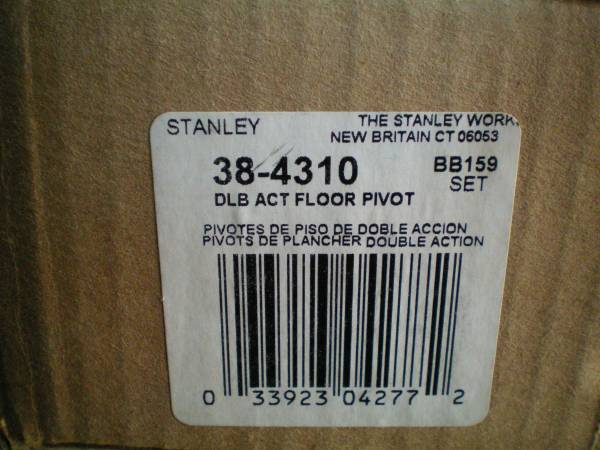 STANLEY THE STANLEY WORK
NEW BRITAIN CT 06053
38-4310 BB159
SET
DLB ACT FLOOR PIVOT
PIVOTES DE PISO DE DOBLE ACCION
PIVOTS DE PLANCHER DOUBLE ACTION
0 33923 04277 2